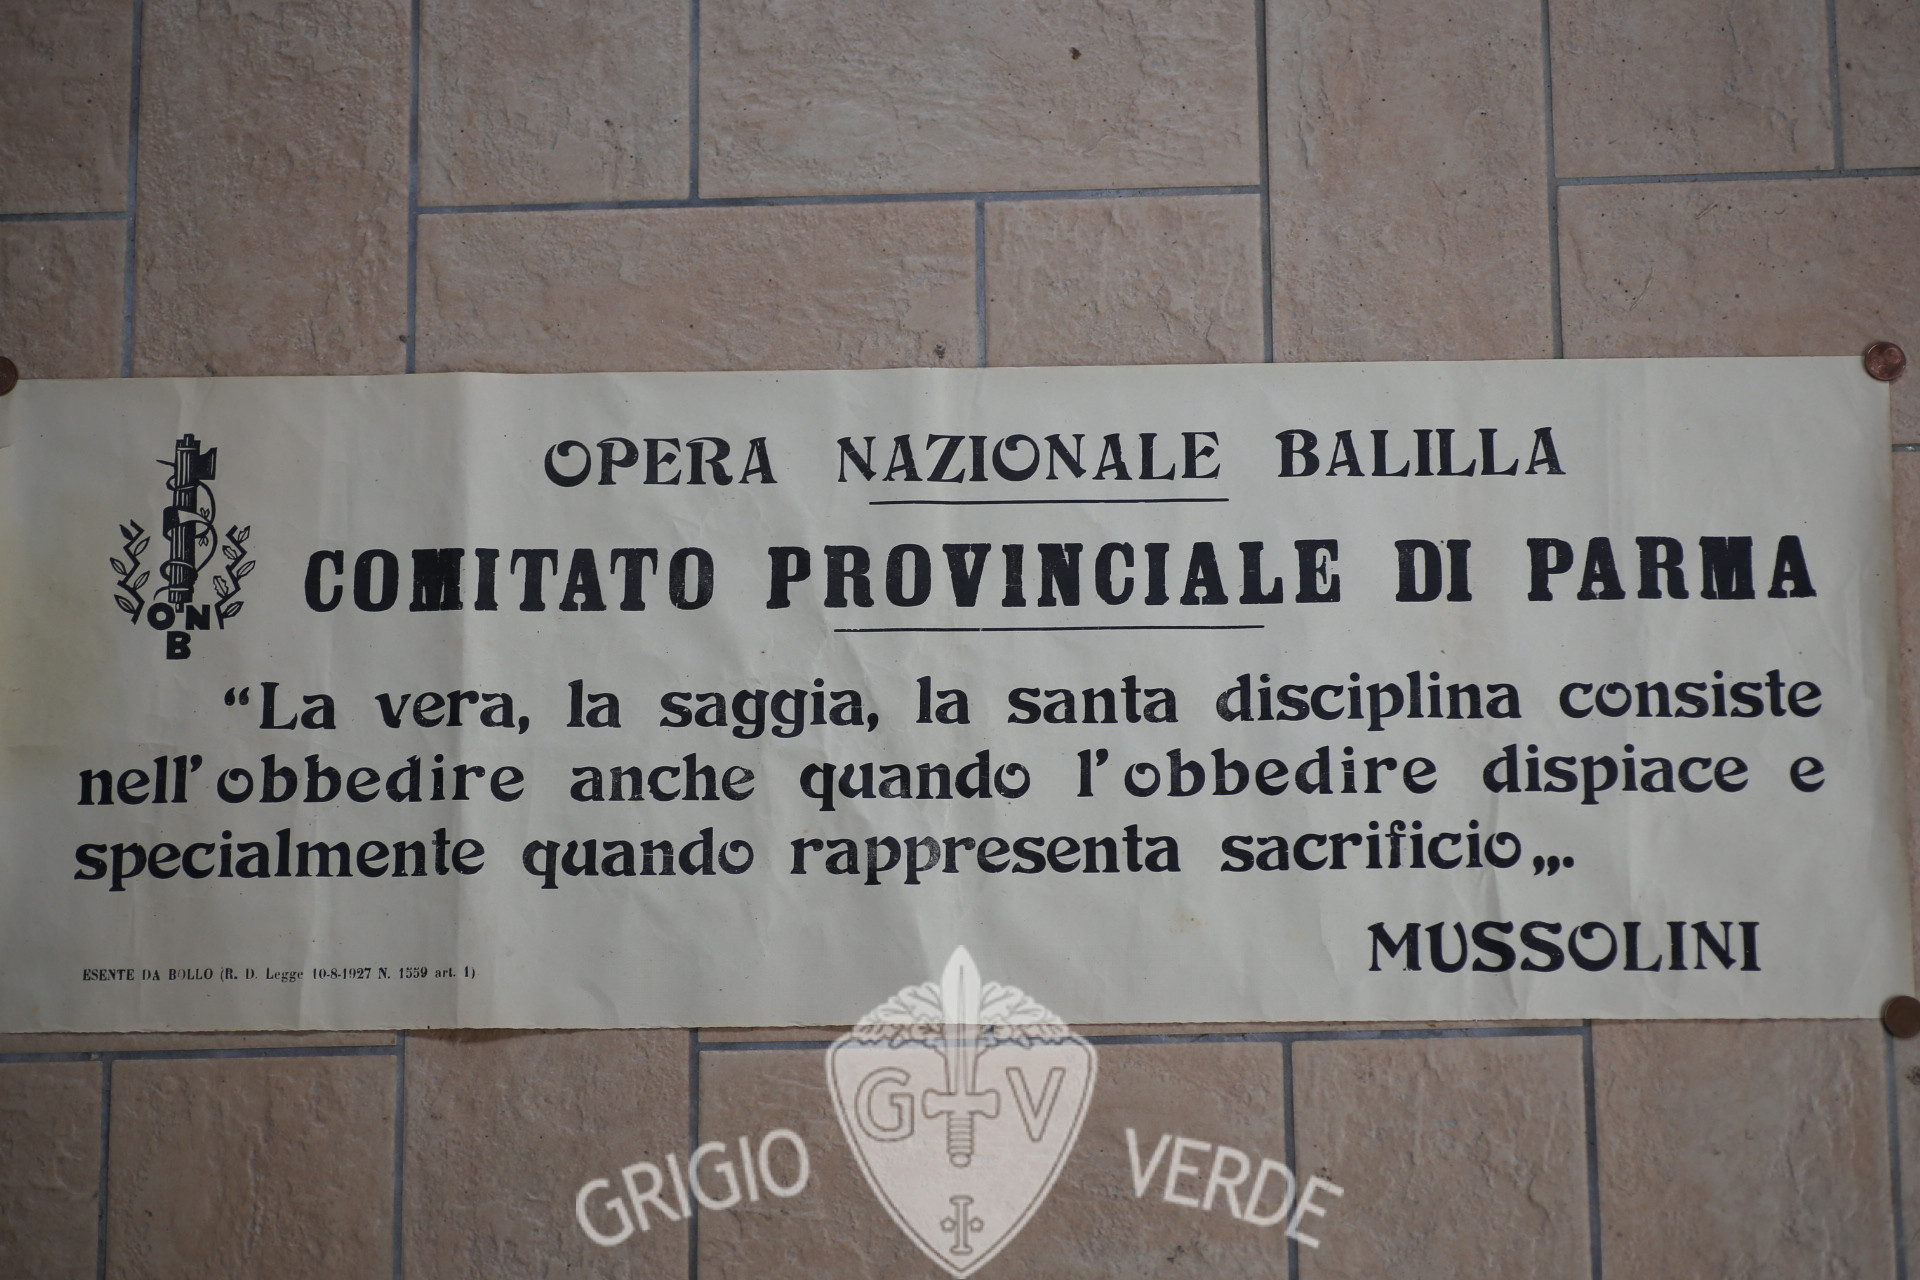 OPERA NAZIONALE BALILLA
COMITATO PROVINCIALE DI PARMA
O N
B
“La vera, la saggia, la santa disciplina consiste
nell’obbedire anche quando l’obbedire dispiace e
specialmente quando rappresenta sacrificio„.
MUSSOLINI
ESENTE DA BOLLO (R. D. Legge 10-8-1927 N. 1559 art. 1)
G V
GRIGIO VERDE